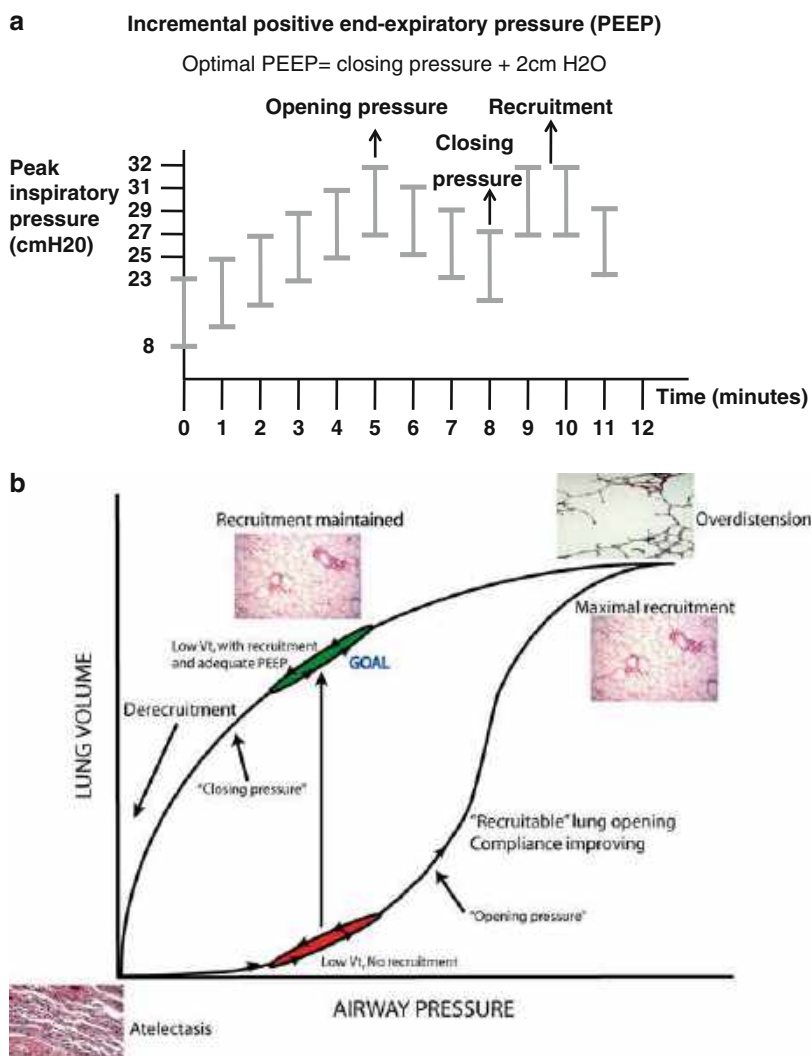 a
Incremental positive end-expiratory pressure (PEEP)
Optimal PEEP= closing pressure + 2cm H2O
Opening pressure
Recruitment
Closing
pressure
Peak
inspiratory
pressure
(cmH20)
32
31
29
27
25
23
8
Time (minutes)
0 1 2 3 4 5 6 7 8 9 10 11 12
b
Recruitment maintained
Overdistension
Maximal recruitment
Low Vt, with recruitment
and adequate PEEP
GOAL
Derecruitment
"Closing pressure"
"Recruitable" lung opening
Compliance improving
"Opening pressure"
Low Vt, No recruitment
LUNG VOLUME
AIRWAY PRESSURE
Atelectasis